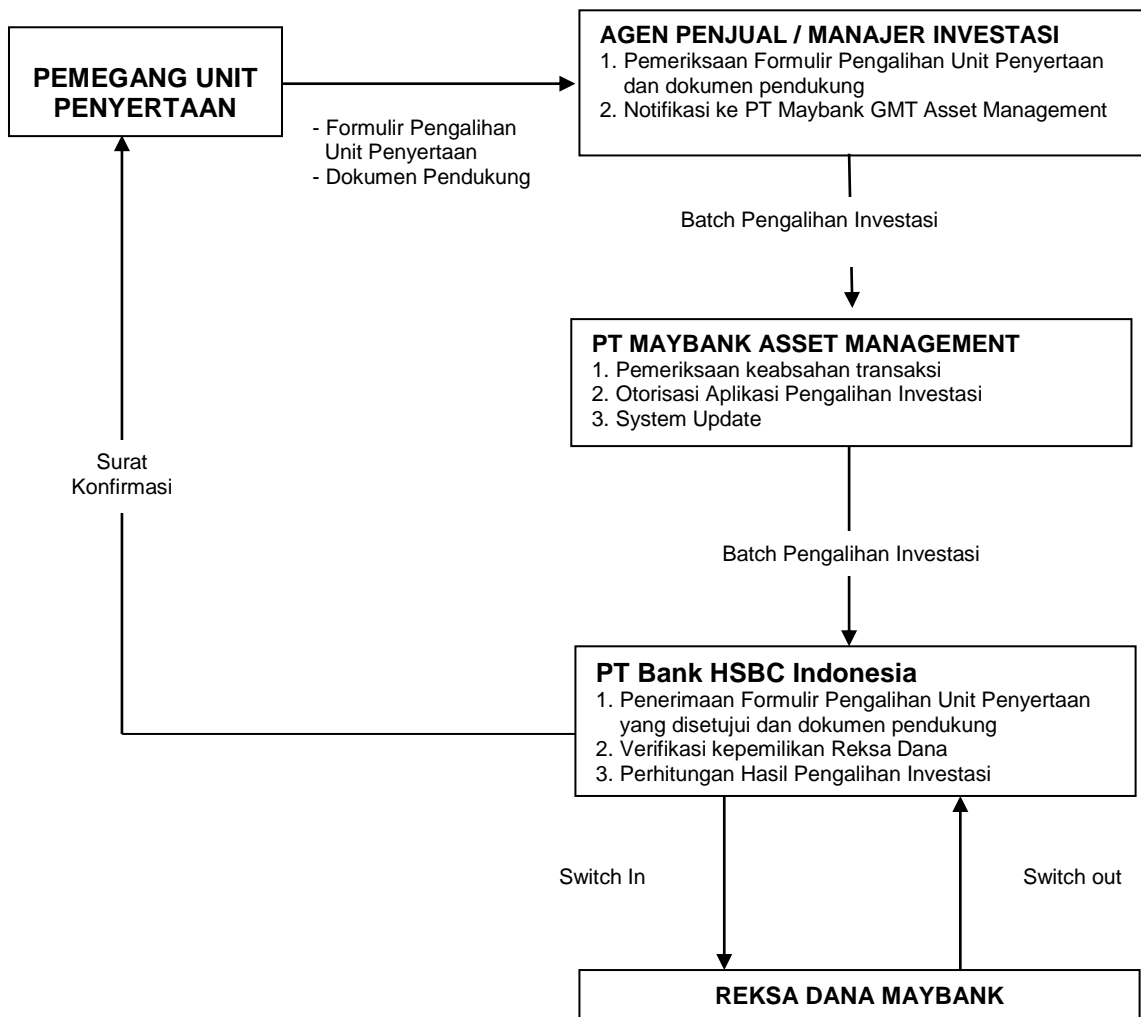 PEMEGANG UNIT
PENYERTAAN
- Formulir Pengalihan
Unit Penyertaan
- Dokumen Pendukung
AGEN PENJUAL / MANAJER INVESTASI
1. Pemeriksaan Formulir Pengalihan Unit Penyertaan
dan dokumen pendukung
2. Notifikasi ke PT Maybank GMT Asset Management
Batch Pengalihan Investasi
PT MAYBANK ASSET MANAGEMENT
1. Pemeriksaan keabsahan transaksi
2. Otorisasi Aplikasi Pengalihan Investasi
3. System Update
Surat
Konfirmasi
Batch Pengalihan Investasi
PT Bank HSBC Indonesia
1. Penerimaan Formulir Pengalihan Unit Penyertaan
yang disetujui dan dokumen pendukung
2. Verifikasi kepemilikan Reksa Dana
3. Perhitungan Hasil Pengalihan Investasi
Switch In
Switch out
REKSA DANA MAYBANK